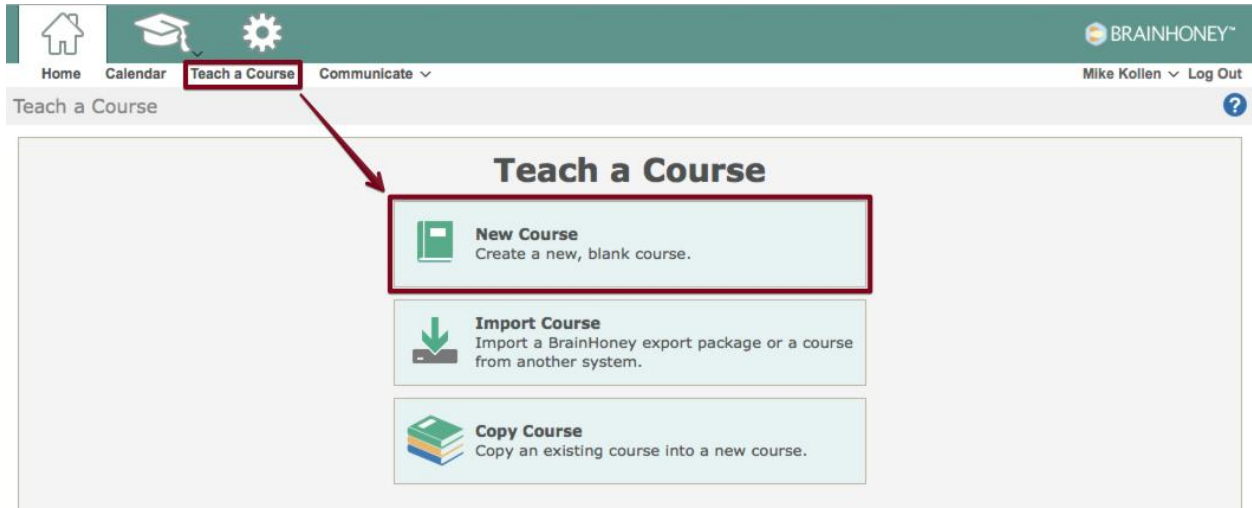 BRAINHONEY™
Home Calendar Teach a Course Communicate Mike Kollen Log Out
Teach a Course
?
Teach a Course
New Course
Create a new, blank course.
Import Course
Import a BrainHoney export package or a course
from another system.
Copy Course
Copy an existing course into a new course.